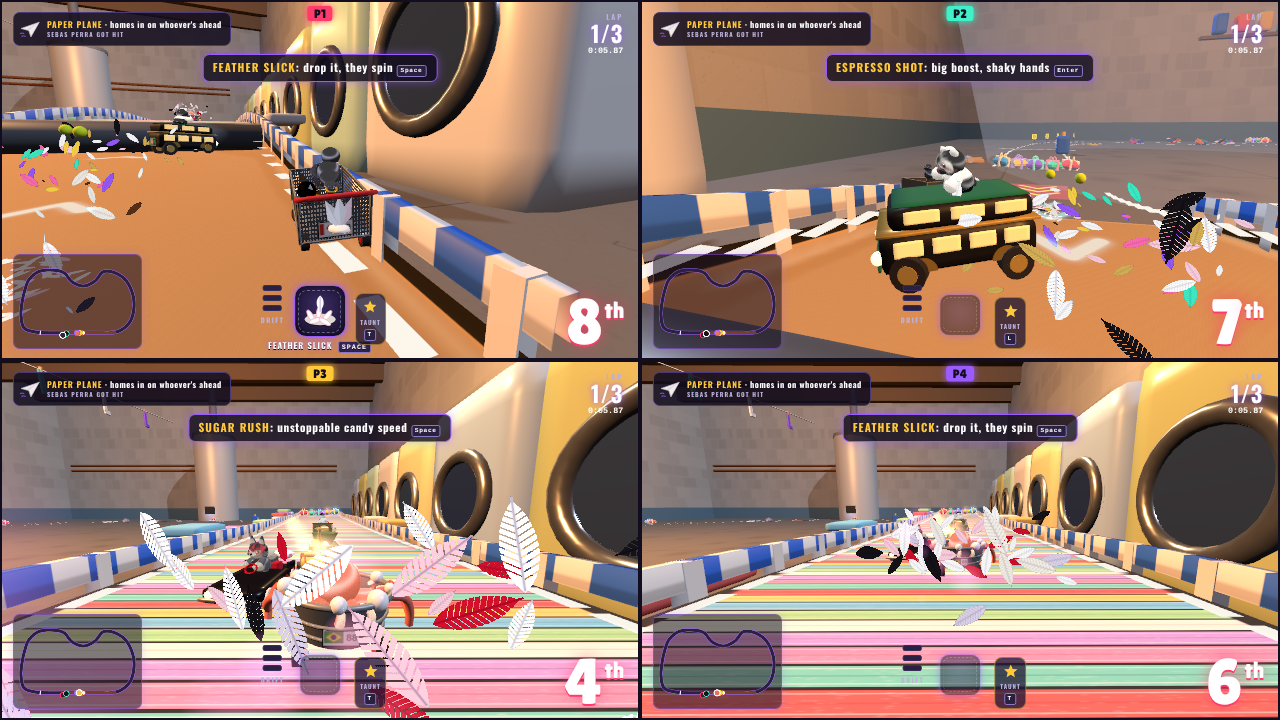 P1
PAPER PLANE · homes in on whoever's ahead
SEBAS PERRA GOT HIT
LAP
1/3
0:05.87
FEATHER SLICK: drop it, they spin Space
DRIFT
TAUNT
T
FEATHER SLICK SPACE
8th
P2
PAPER PLANE · homes in on whoever's ahead
SEBAS PERRA GOT HIT
LAP
1/3
0:05.87
ESPRESSO SHOT: big boost, shaky hands Enter
DRIFT
TAUNT
L
7th
P3
PAPER PLANE · homes in on whoever's ahead
SEBAS PERRA GOT HIT
LAP
1/3
0:05.87
SUGAR RUSH: unstoppable candy speed Space
88
DRIFT
TAUNT
T
4th
P4
PAPER PLANE · homes in on whoever's ahead
SEBAS PERRA GOT HIT
LAP
1/3
0:05.87
FEATHER SLICK: drop it, they spin Space
DRIFT
TAUNT
T
6th